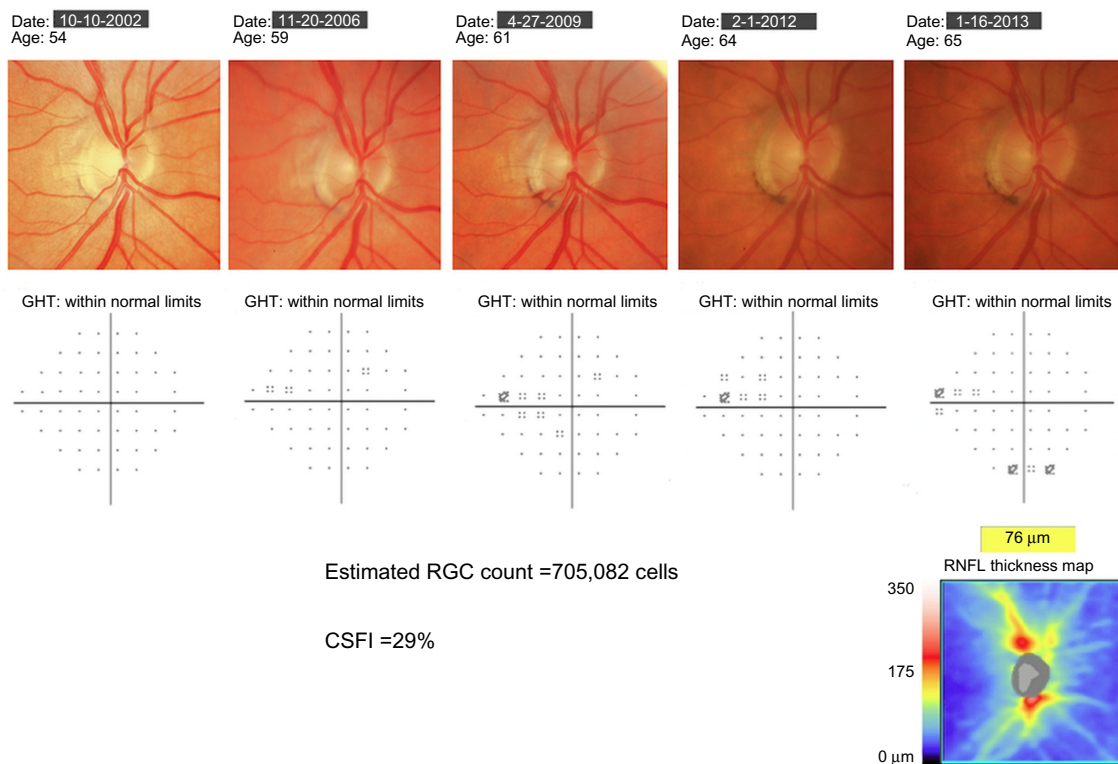 Date: 10-10-2002
Age: 54
Date: 11-20-2006
Age: 59
Date: 4-27-2009
Age: 61
Date: 2-1-2012
Age: 64
Date: 1-16-2013
Age: 65
GHT: within normal limits
GHT: within normal limits
GHT: within normal limits
GHT: within normal limits
GHT: within normal limits
Estimated RGC count =705,082 cells
CSFI =29%
76 μm
RNFL thickness map
350
175
0 μm